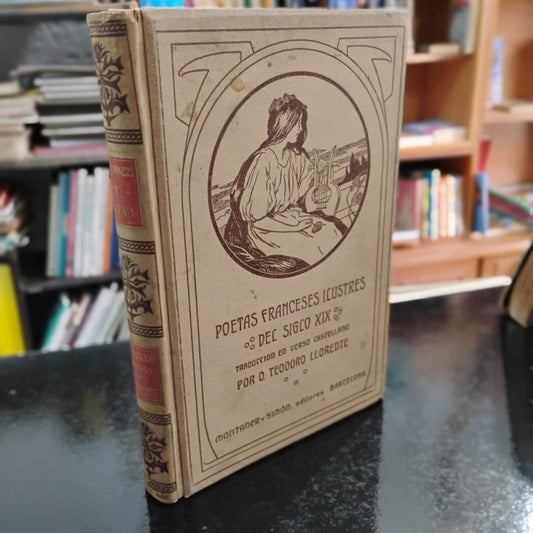 POETAS FRANCESES ILUSTRES
DEL SIGLO XIX
TRADUCCION EN VERSO CASTELLANO
POR D. TEODORO LLORENTE
MONTANER Y SIMÓN, editores. BARCELONA